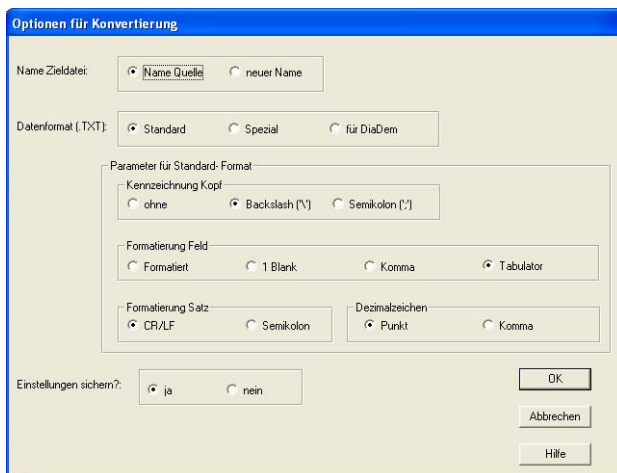 Optionen für Konvertierung
Name Zieldatei: Name Quelle neuer Name
Datenformat (.TXT): Standard Spezial für DiaDem
Parameter für Standard- Format
Kennzeichnung Kopf
ohne Backslash ('\') Semikolon (';')
Formatierung Feld
Formatiert 1 Blank Komma Tabulator
Formatierung Satz Dezimalzeichen
CR/LF Semikolon Punkt Komma
Einstellungen sichern?: ja nein
OK
Abbrechen
Hilfe